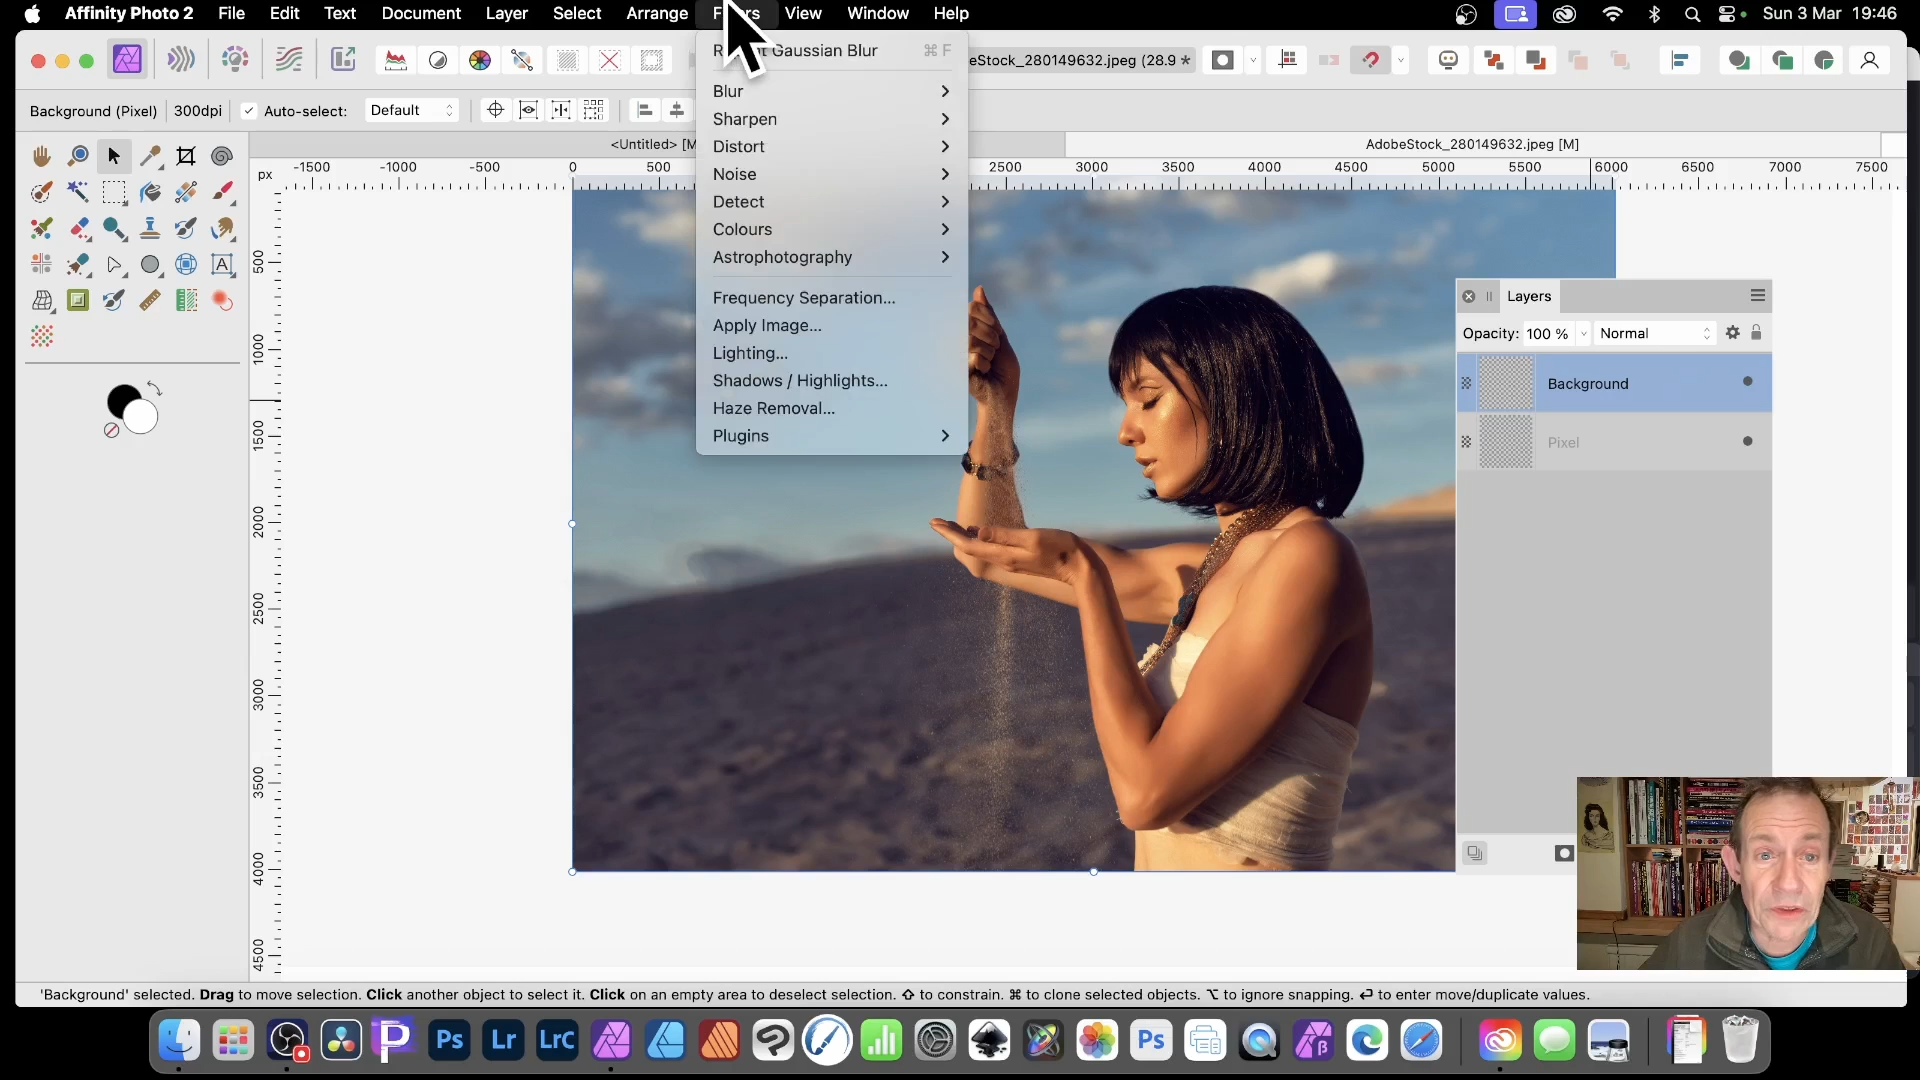 Affinity Photo 2 File Edit Text Document Layer Select Arrange View Window Help Sun 3 Mar 19:46
Gaussian Blur ⌘ F
eStock_280149632.jpeg (28.9 *
Background (Pixel) 300dpi Auto-select: Default
Blur
Sharpen
Distort
Noise
Detect
Colours
Astrophotography
Frequency Separation...
Apply Image...
Lighting...
Shadows / Highlights...
Haze Removal...
Plugins
<Untitled> [M
AdobeStock_280149632.jpeg [M]
px -1500 -1000 -500 0 500 2500 3000 3500 4000 4500 5000 5500 6000 6500 7000 7500
500
1000
1500
2000
2500
3000
3500
4000
4500
A
Layers
Opacity: 100 % Normal
Background
Pixel
'Background' selected. Drag to move selection. Click another object to select it. Click on an empty area to deselect selection. ⇧ to constrain. ⌘ to clone selected objects. ⌥ to ignore snapping. ↩ to enter move/duplicate values.
P Ps Lr LrC Ps β